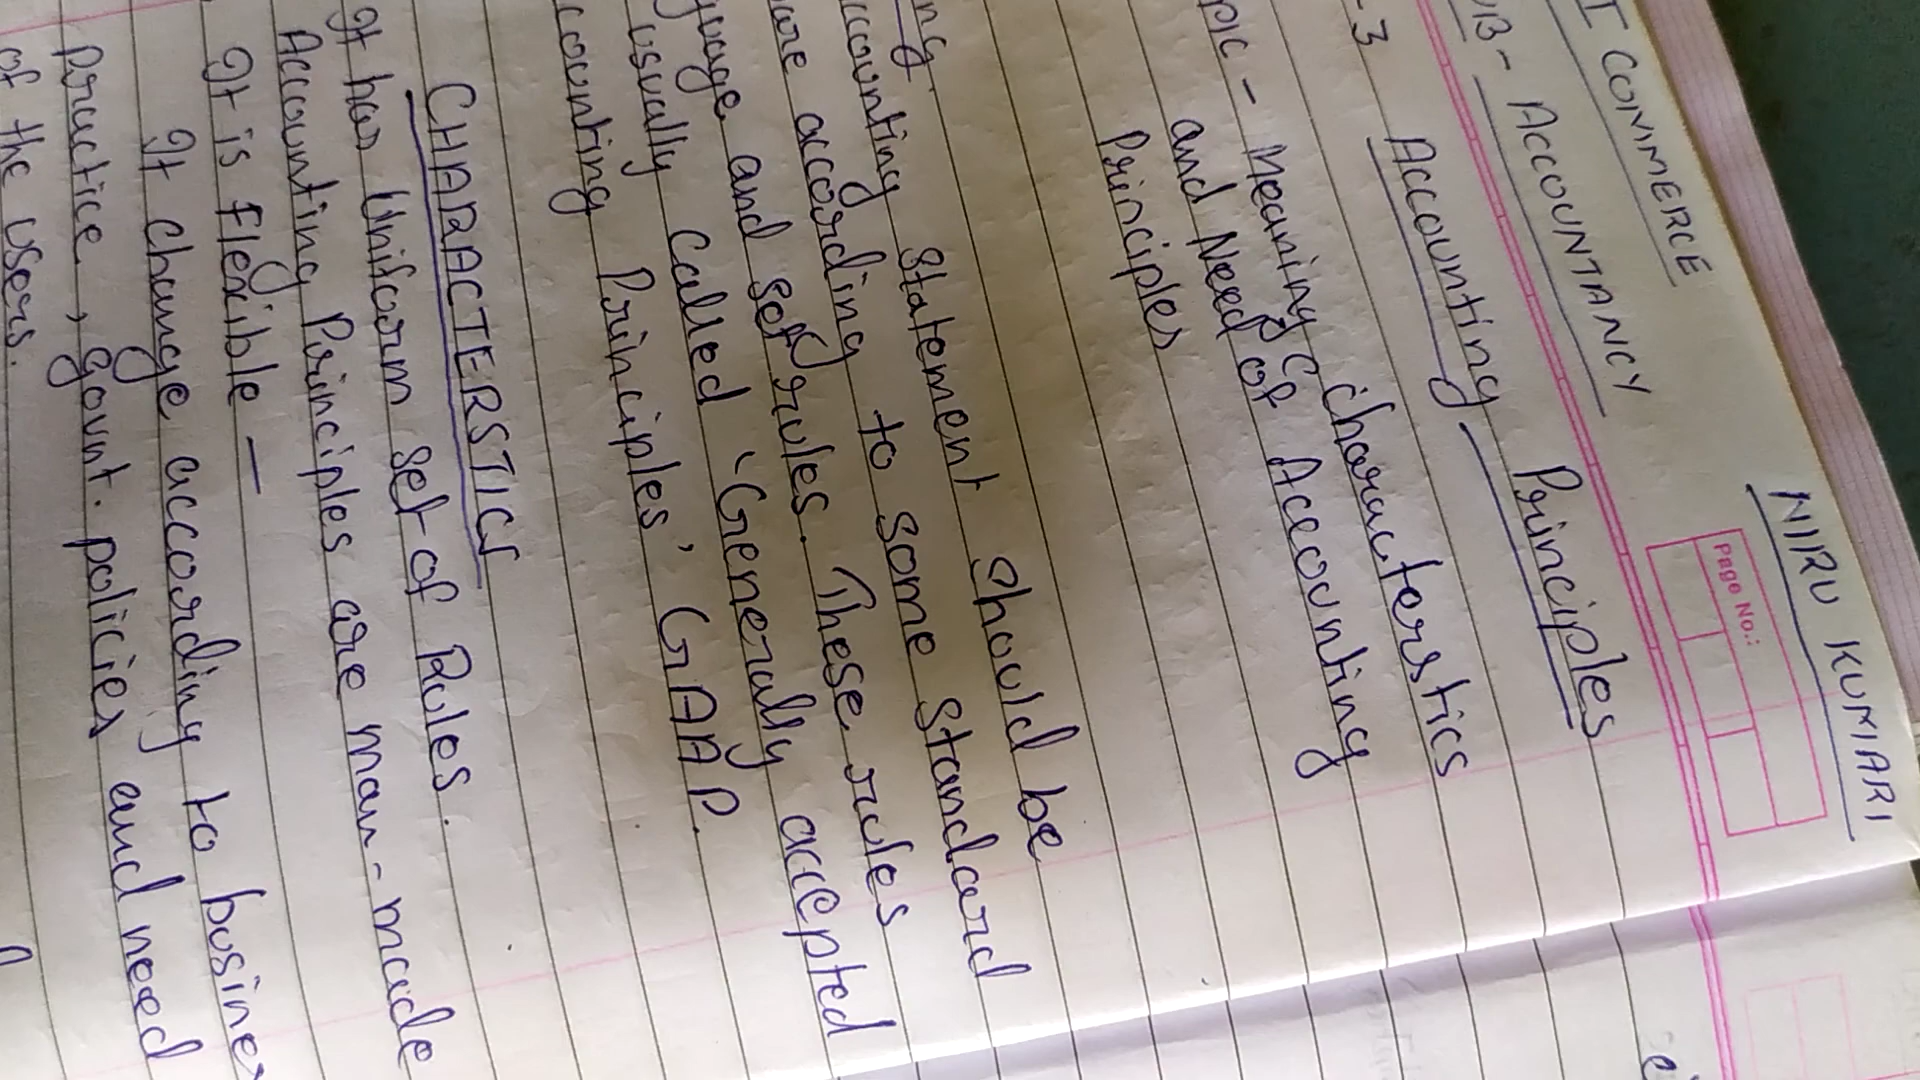 NIRU KUMARI
Page No.:
I COMMERCE
UB - ACCOUNTANCY
- 3 Accounting Principles
pic - Meaning, characterstics
and Need of Accounting
Principles
ng
ccounting statement should be
are according to some standard
guage and set rules. These rules
usually called 'Generally accepted
counting Principles' GAAP.
CHARACTERSTICS
It has Uniform set of Rules.
Accounting Principles are man-made
It is flexible -
It change according to busines
practice, govnt. policies and need
of the users.